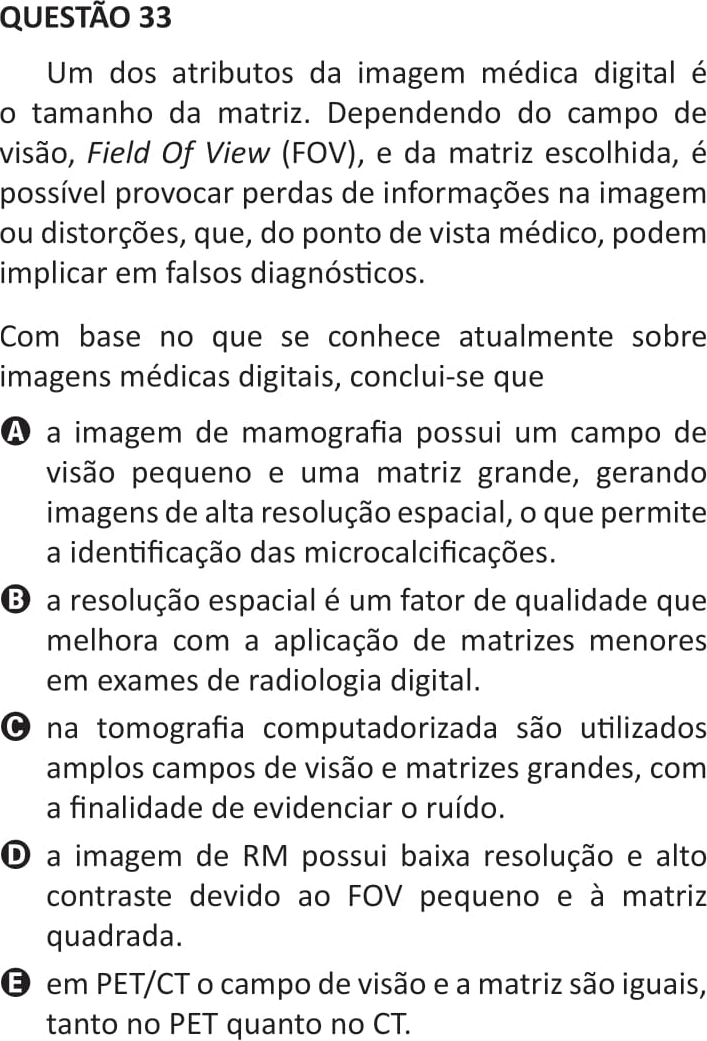 QUESTÃO 33
Um dos atributos da imagem médica digital é
o tamanho da matriz. Dependendo do campo de
visão, Field Of View (FOV), e da matriz escolhida, é
possível provocar perdas de informações na imagem
ou distorções, que, do ponto de vista médico, podem
implicar em falsos diagnósticos.
Com base no que se conhece atualmente sobre
imagens médicas digitais, conclui-se que
A a imagem de mamografia possui um campo de
visão pequeno e uma matriz grande, gerando
imagens de alta resolução espacial, o que permite
a identificação das microcalcificações.
B a resolução espacial é um fator de qualidade que
melhora com a aplicação de matrizes menores
em exames de radiologia digital.
C na tomografia computadorizada são utilizados
amplos campos de visão e matrizes grandes, com
a finalidade de evidenciar o ruído.
D a imagem de RM possui baixa resolução e alto
contraste devido ao FOV pequeno e à matriz
quadrada.
E em PET/CT o campo de visão e a matriz são iguais,
tanto no PET quanto no CT.